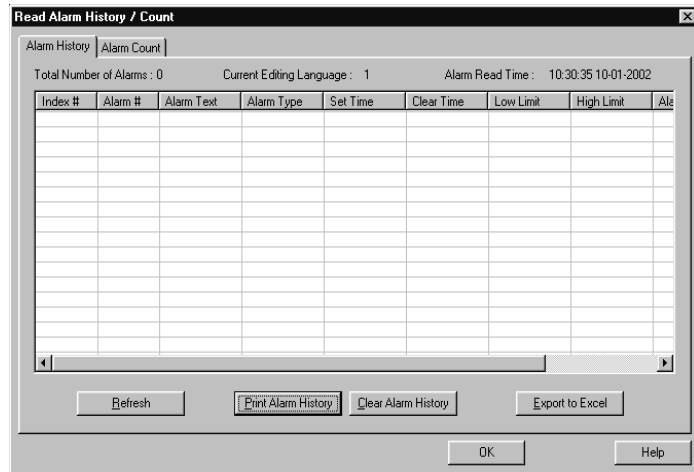 Read Alarm History / Count
Alarm History Alarm Count
Total Number of Alarms : 0 Current Editing Language : 1 Alarm Read Time : 10:30:35 10-01-2002
Index # Alarm # Alarm Text Alarm Type Set Time Clear Time Low Limit High Limit Ala
Refresh Print Alarm History Clear Alarm History Export to Excel
OK Help